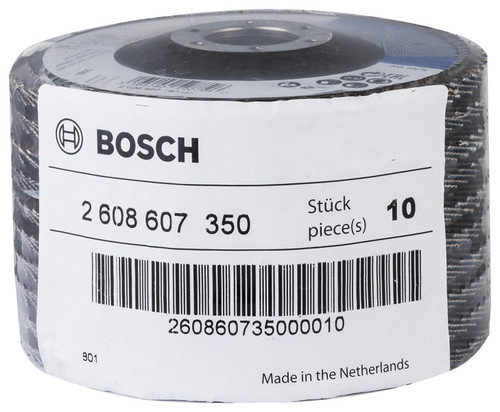 BOSCH
2 608 607 350
Stück
piece(s)
10
260860735000010
901
Made in the Netherlands